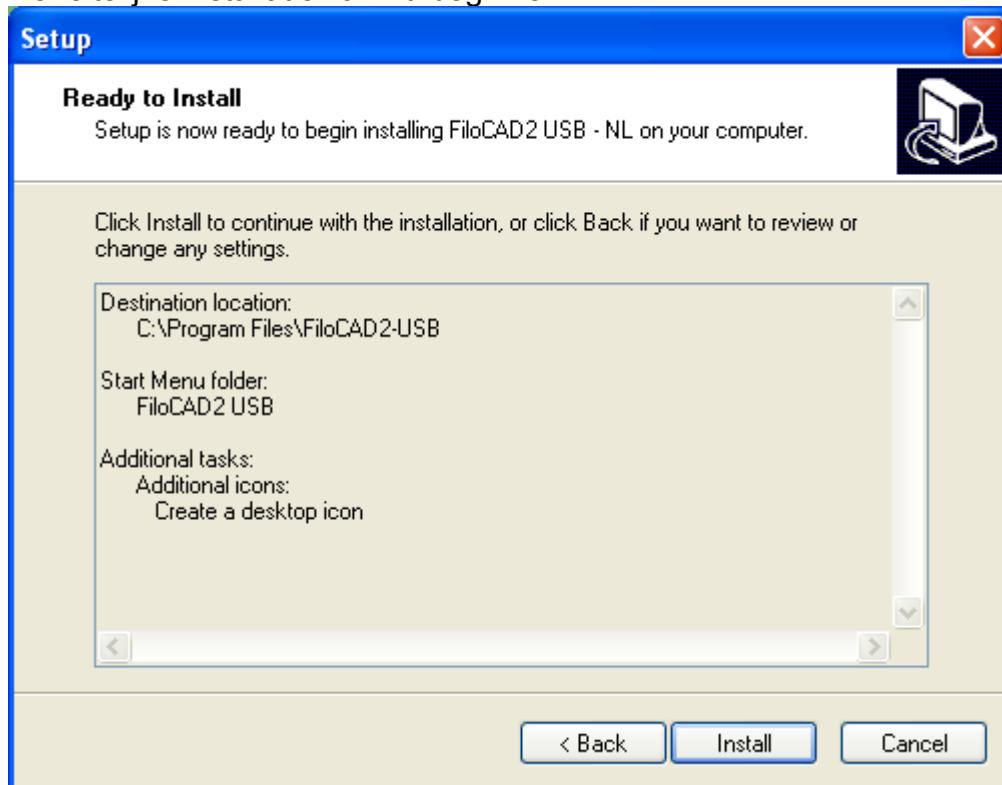 Setup
Ready to Install
Setup is now ready to begin installing FiloCAD2 USB - NL on your computer.
Click Install to continue with the installation, or click Back if you want to review or
change any settings.
Destination location:
C:\Program Files\FiloCAD2-USB
Start Menu folder:
FiloCAD2 USB
Additional tasks:
Additional icons:
Create a desktop icon
< Back
Install
Cancel